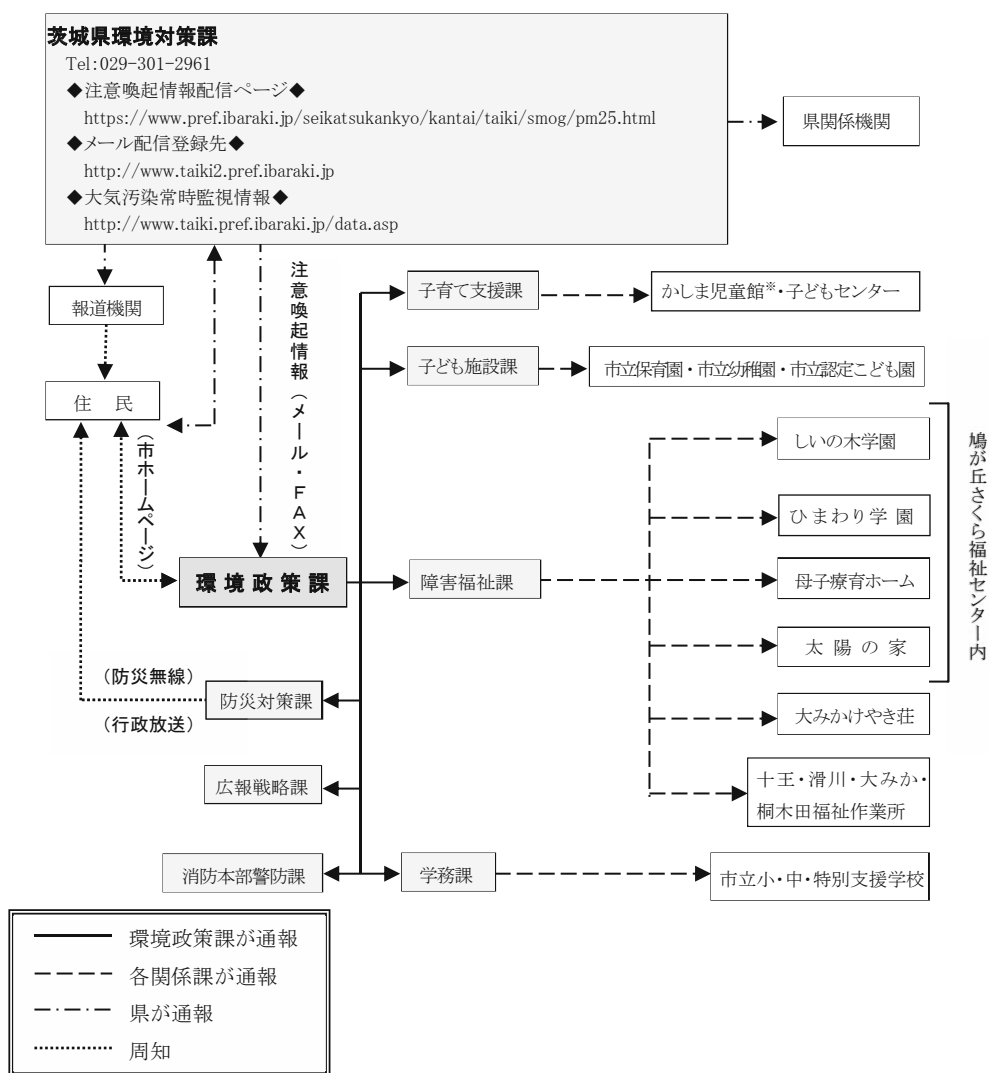 茨城県環境対策課
Tel：029-301-2961
◆注意喚起情報配信ページ◆
https://www.pref.ibaraki.jp/seikatsukankyo/kantai/taiki/smog/pm25.html
◆メール配信登録先◆
http://www.taiki2.pref.ibaraki.jp
◆大気汚染常時監視情報◆
http://www.taiki.pref.ibaraki.jp/data.asp
県関係機関
報道機関
住　民
注意喚起情報（メール・ＦＡＸ）
（市ホームページ）
環境政策課
子育て支援課
かしま児童館※・子どもセンター
子ども施設課
市立保育園・市立幼稚園・市立認定こども園
障害福祉課
しいの木学園
ひまわり学園
母子療育ホーム
太陽の家
鳩が丘さくら福祉センター内
大みかけやき荘
十王・滑川・大みか・
桐木田福祉作業所
（防災無線）
（行政放送）
防災対策課
広報戦略課
消防本部警防課
学務課
市立小・中・特別支援学校
環境政策課が通報
各関係課が通報
県が通報
周知